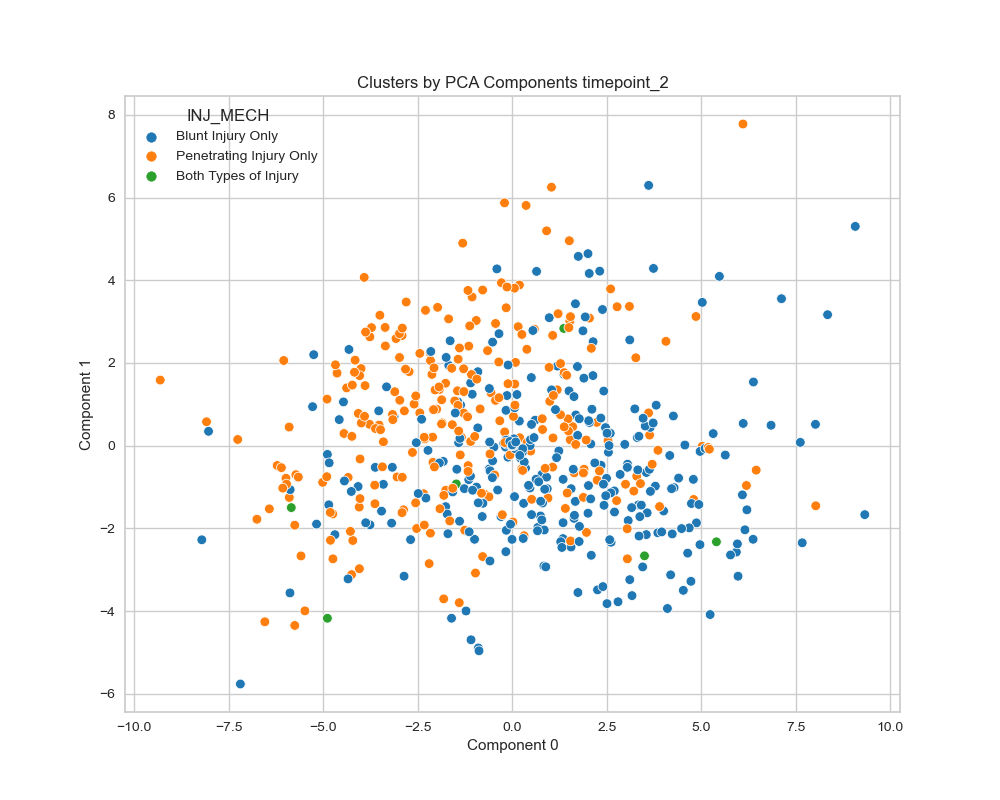 Clusters by PCA Components timepoint_2
INJ_MECH
Blunt Injury Only
Penetrating Injury Only
Both Types of Injury
8
6
4
2
0
−2
−4
−6
Component 1
−10.0 −7.5 −5.0 −2.5 0.0 2.5 5.0 7.5 10.0
Component 0